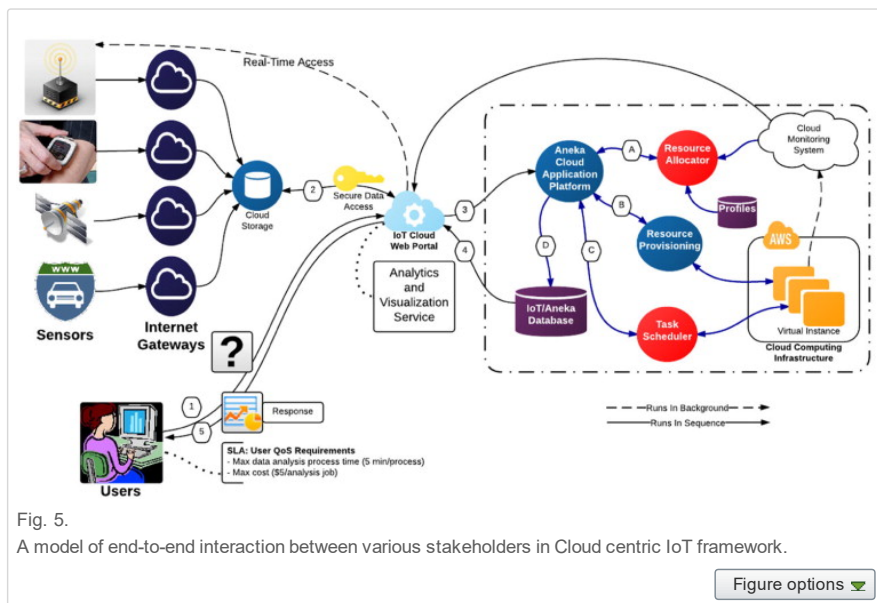 Real-Time Access
WWW
Sensors
Internet
Gateways
Cloud
Storage
2
Secure Data
Access
IoT Cloud
Web Portal
Analytics
and
Visualization
Service
3
4
Aneka
Cloud
Application
Platform
A
B
C
D
Resource
Allocator
Profiles
Resource
Provisioning
Cloud
Monitoring
System
AWS
Virtual Instance
Cloud Computing
Infrastructure
IoT/Aneka
Database
Task
Scheduler
?
1
5
Response
Users
SLA: User QoS Requirements
- Max data analysis process time (5 min/process)
- Max cost ($5/analysis job)
Runs In Background
Runs In Sequence
Fig. 5.
A model of end-to-end interaction between various stakeholders in Cloud centric IoT framework.
Figure options